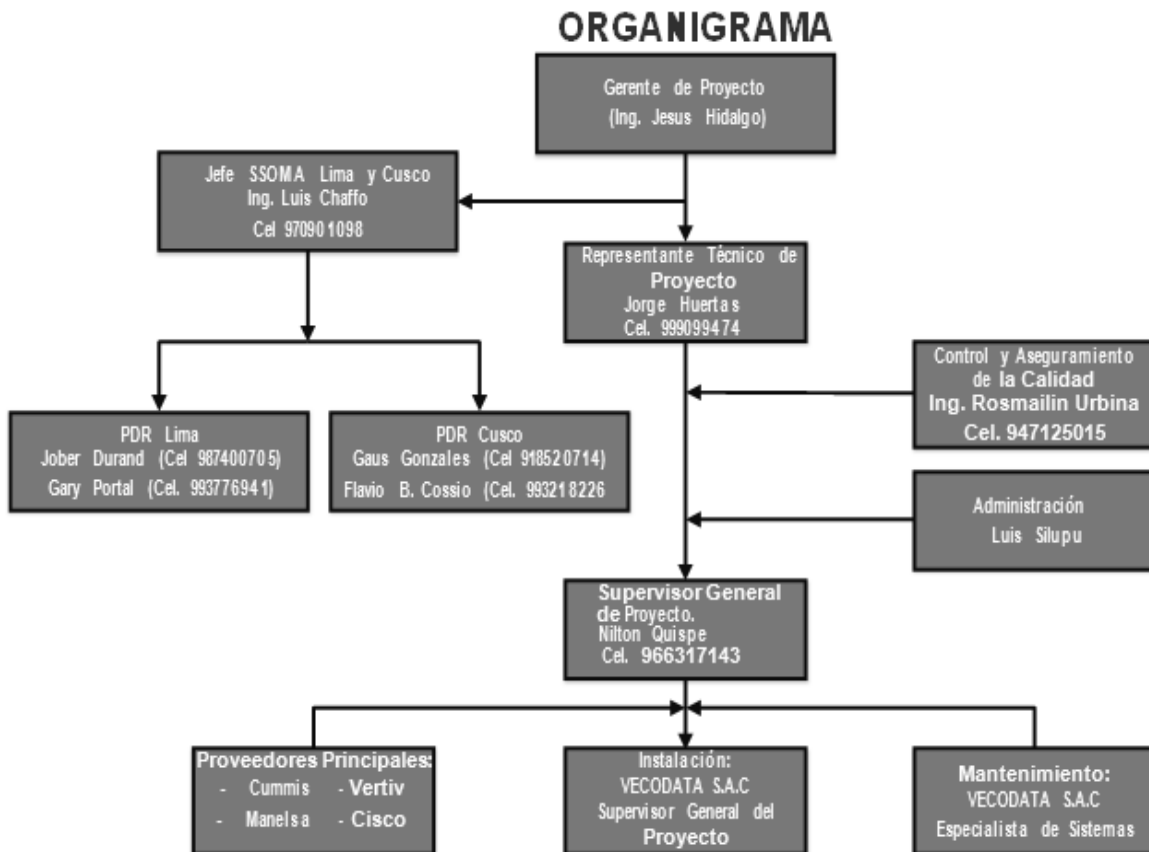 ORGANIGRAMA
Gerente de Proyecto
(Ing. Jesus Hidalgo)
Jefe SSOMA Lima y Cusco
Ing. Luis Chaffo
Cel 970901098
Representante Técnico de
Proyecto
Jorge Huertas
Cel. 999099474
Control y Aseguramiento
de la Calidad
Ing. Rosmailin Urbina
Cel. 947125015
PDR Lima
Jober Durand (Cel 987400705)
Gary Portal (Cel. 993776941)
PDR Cusco
Gaus Gonzales (Cel 918520714)
Flavio B. Cossio (Cel. 993218226
Administración
Luis Silupu
Supervisor General
de Proyecto.
Nilton Quispe
Cel. 966317143
Proveedores Principales:
- Cummis - Vertiv
- Manelsa - Cisco
Instalación:
VECODATA S.A.C
Supervisor General del
Proyecto
Mantenimiento:
VECODATA S.A.C
Especialista de Sistemas